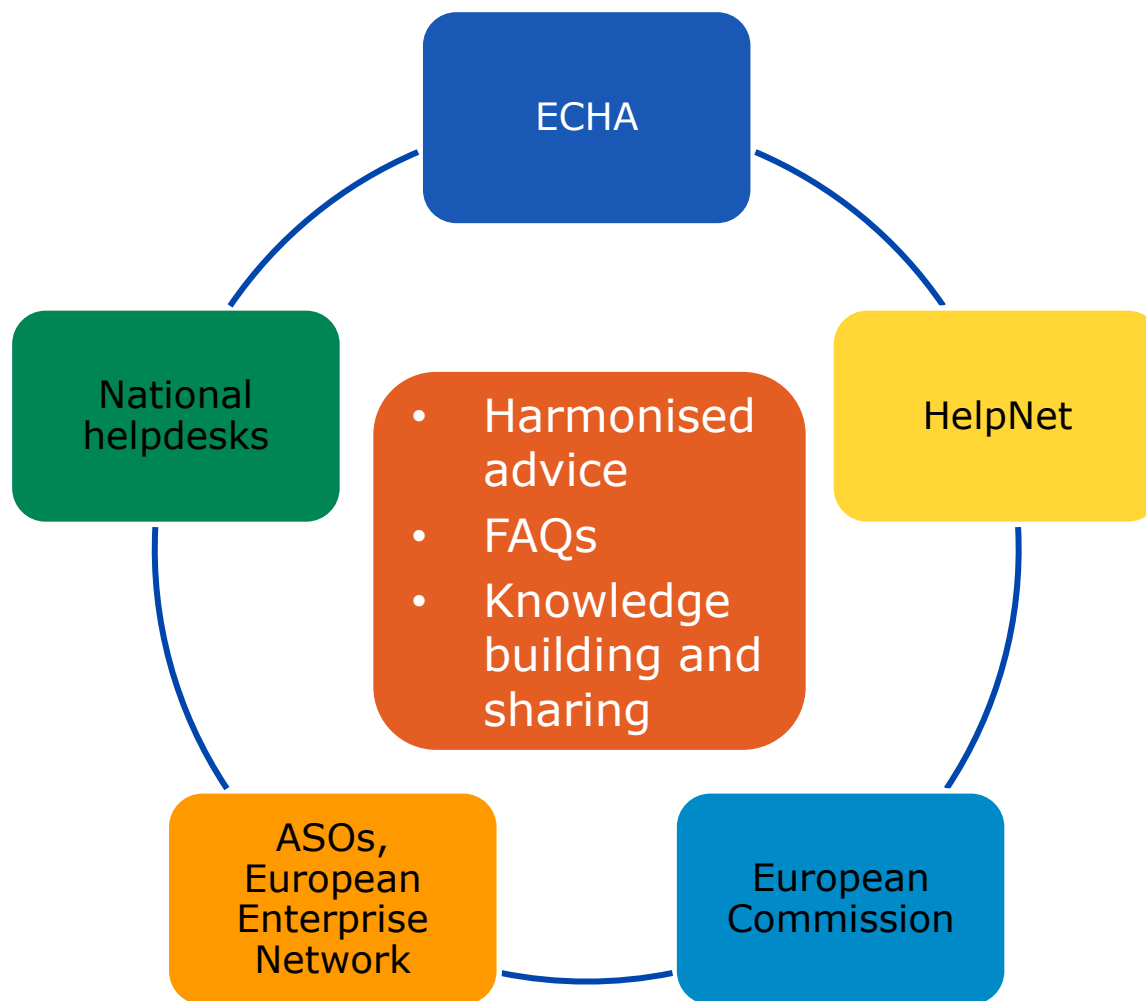 ECHA
National
helpdesks
HelpNet
• Harmonised
advice
• FAQs
• Knowledge
building and
sharing
ASOs,
European
Enterprise
Network
European
Commission